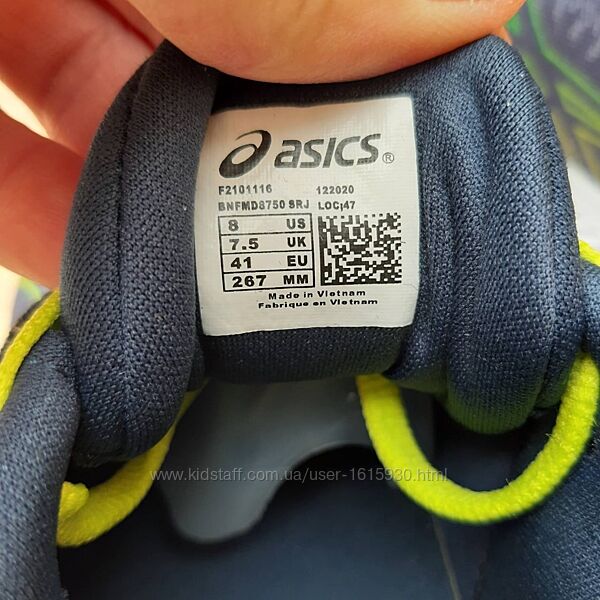 asics®
F2101116 122020
BNFMD8750 SRJ LOC:47
8 US
7.5 UK
41 EU
267 MM
Made in Vietnam
Fabrique en Vietnam
www.kidstaff.com.ua/user-1615930.html